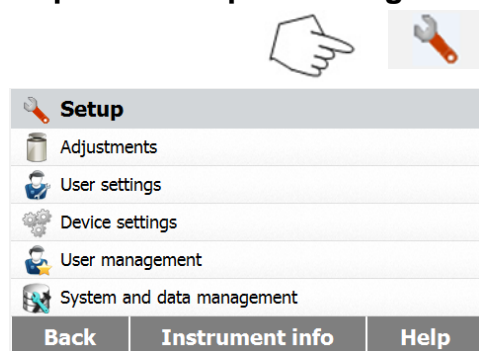 Setup
Adjustments
User settings
Device settings
User management
System and data management
Back
Instrument info
Help